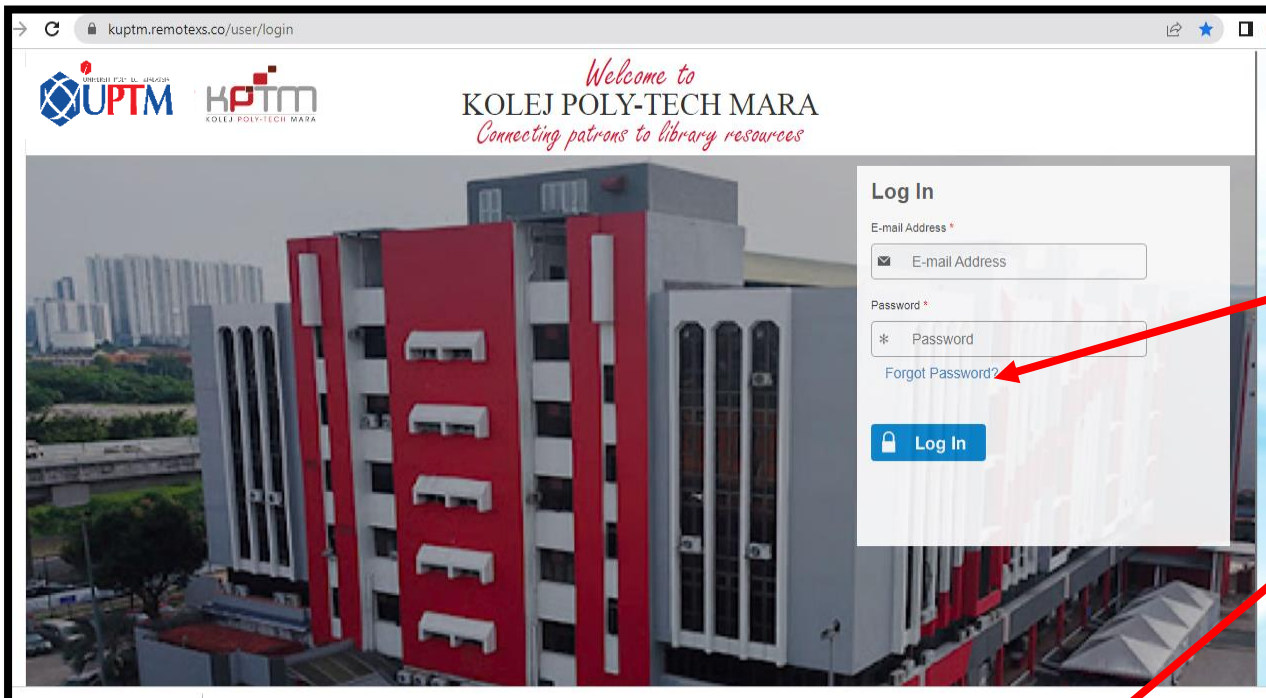 kuptm.remotexs.co/user/login
UPTM
KPTM
KOLEJ POLY-TECH MARA
Welcome to
KOLEJ POLY-TECH MARA
Connecting patrons to library resources
Log In
E-mail Address *
E-mail Address
Password *
* Password
Forgot Password?
Log In